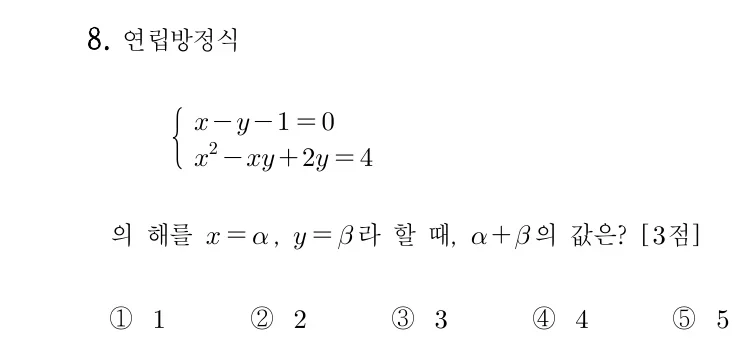 8. 연립방정식
x-y-1=0
x²-xy+2y=4
의 해를 x=α, y=β라 할 때, α+β의 값은? [3점]
① 1 ② 2 ③ 3 ④ 4 ⑤ 5